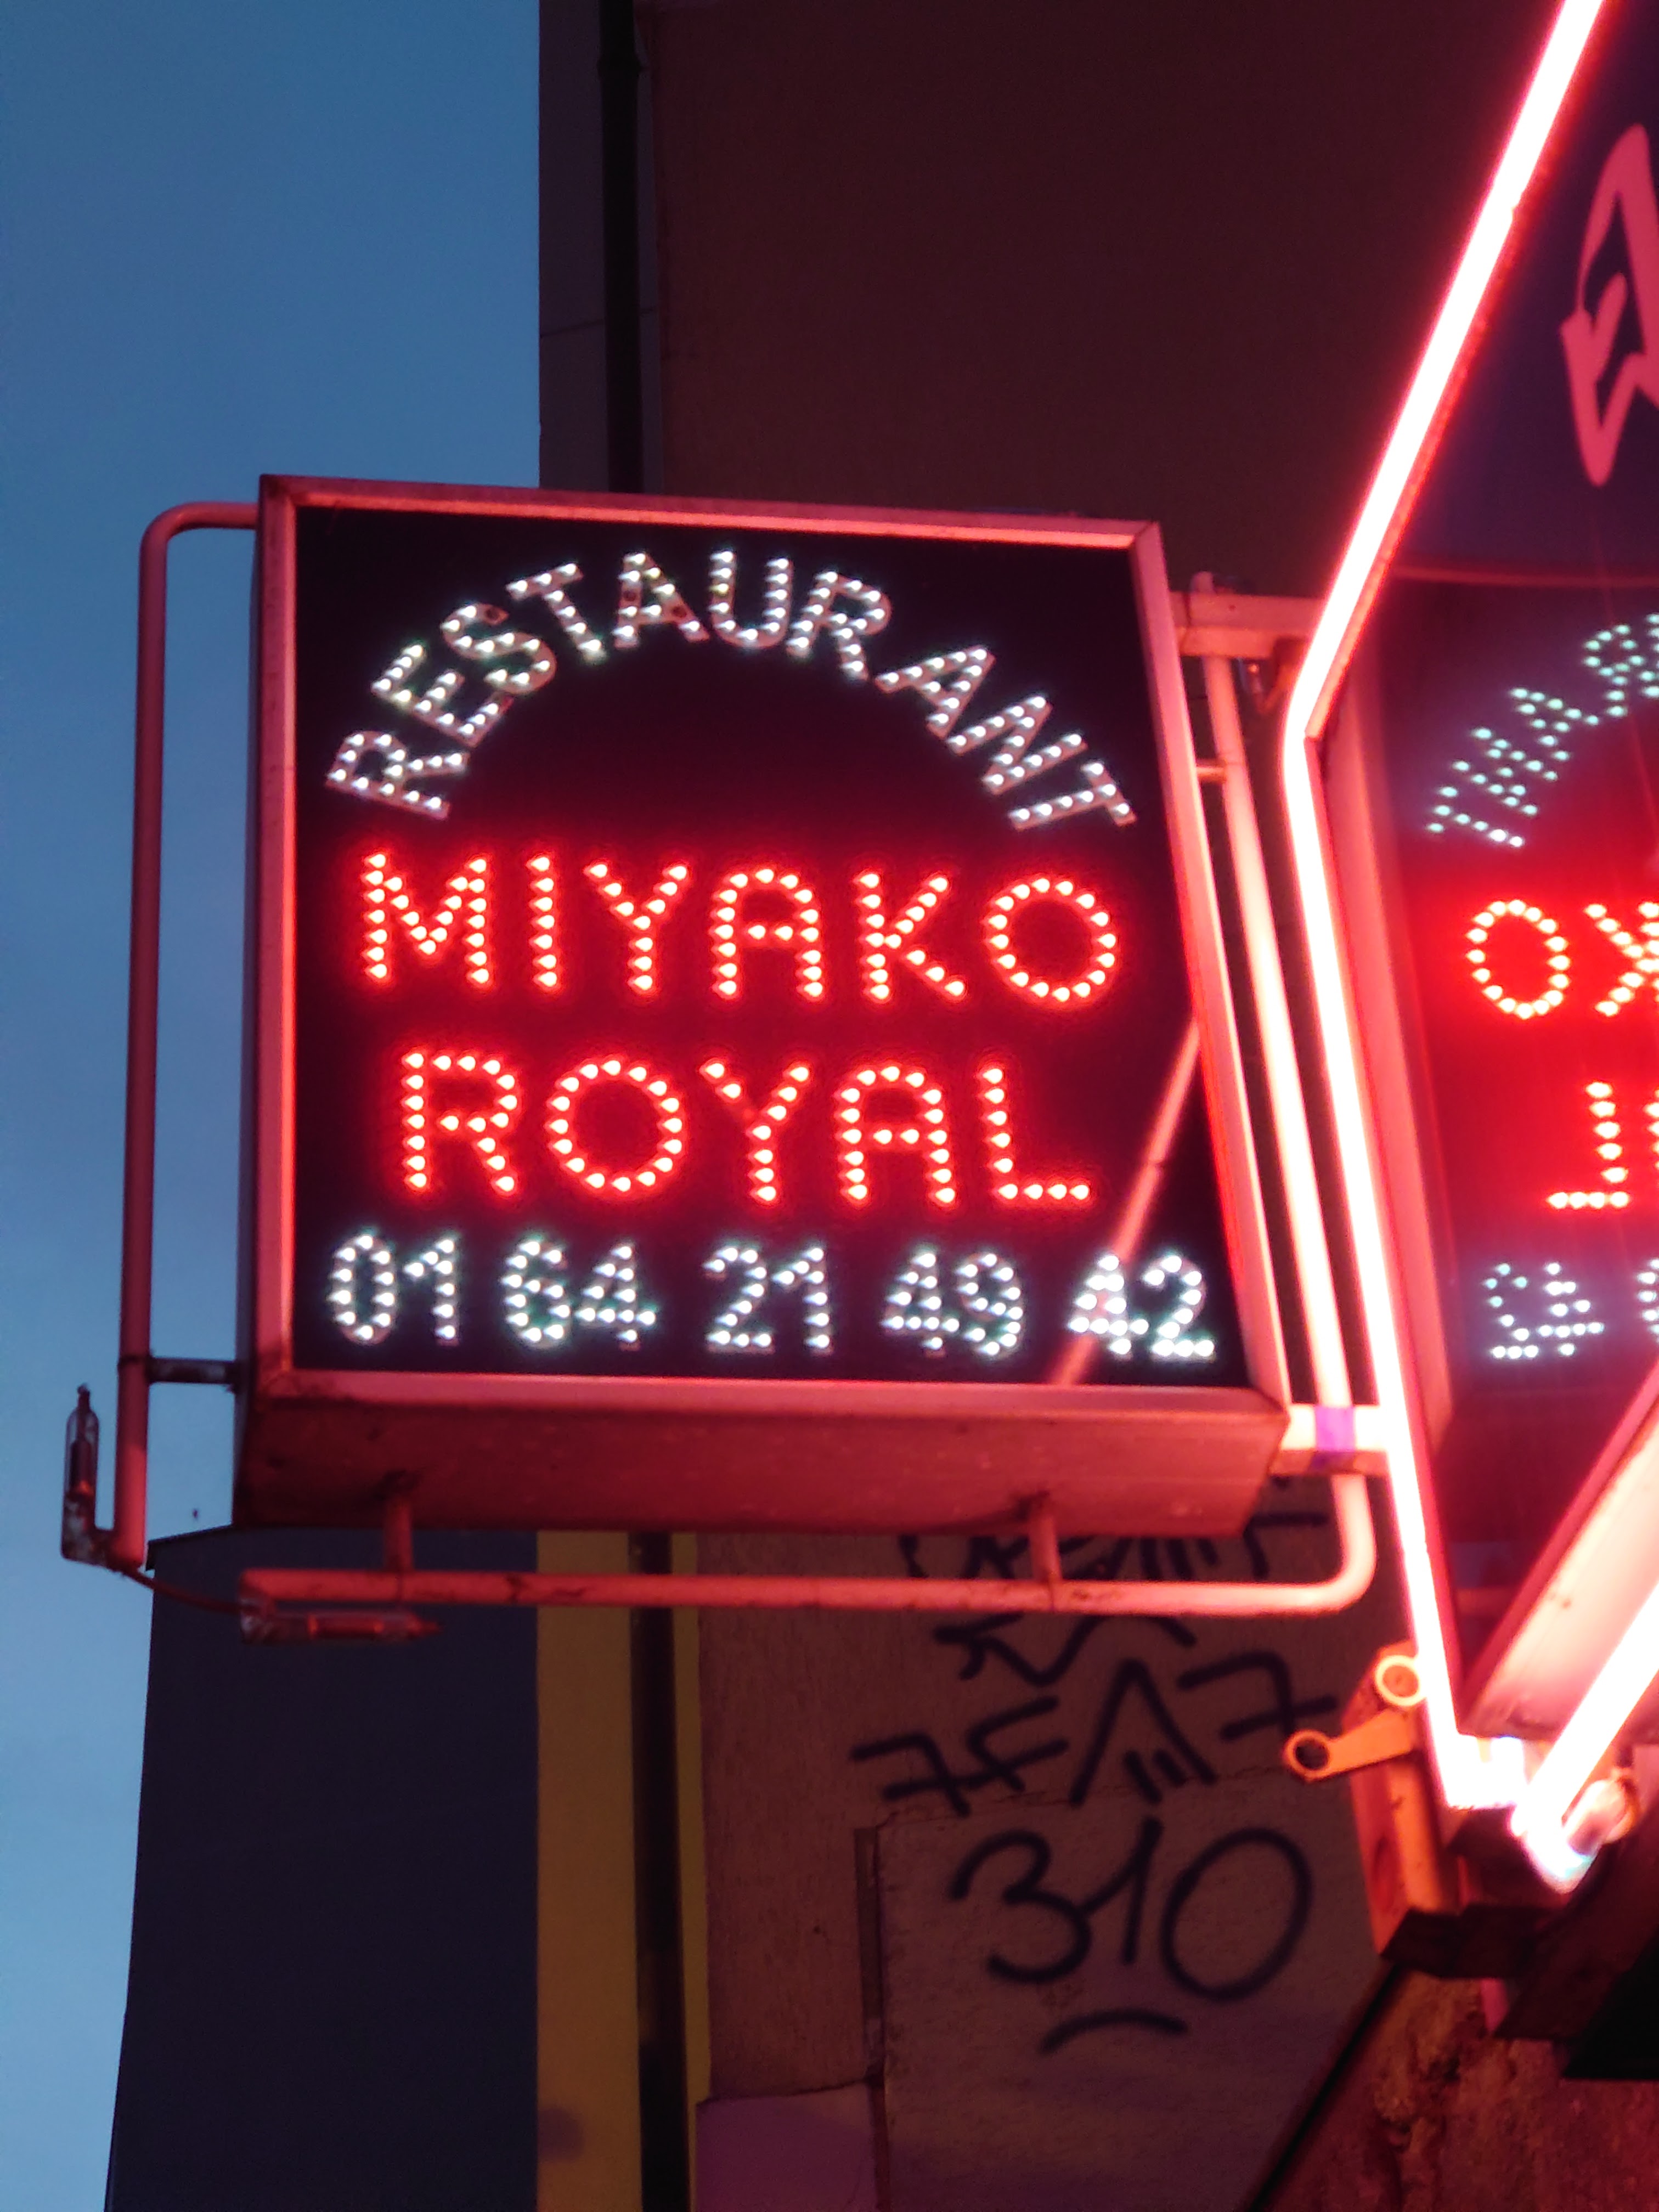 RESTAURANT
MIYAKO
ROYAL
01 64 21 49 42
310